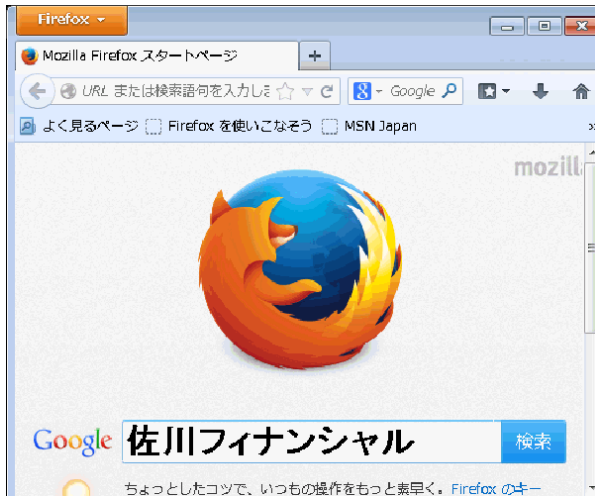 Firefox
Mozilla Firefox スタートページ
URL または検索語句を入力しま
Google
よく見るページ Firefox を使いこなそう MSN Japan
mozill
Google 佐川フィナンシャル 検索
ちょっとしたコツで、いつもの操作をもっと素早く。Firefox のキー